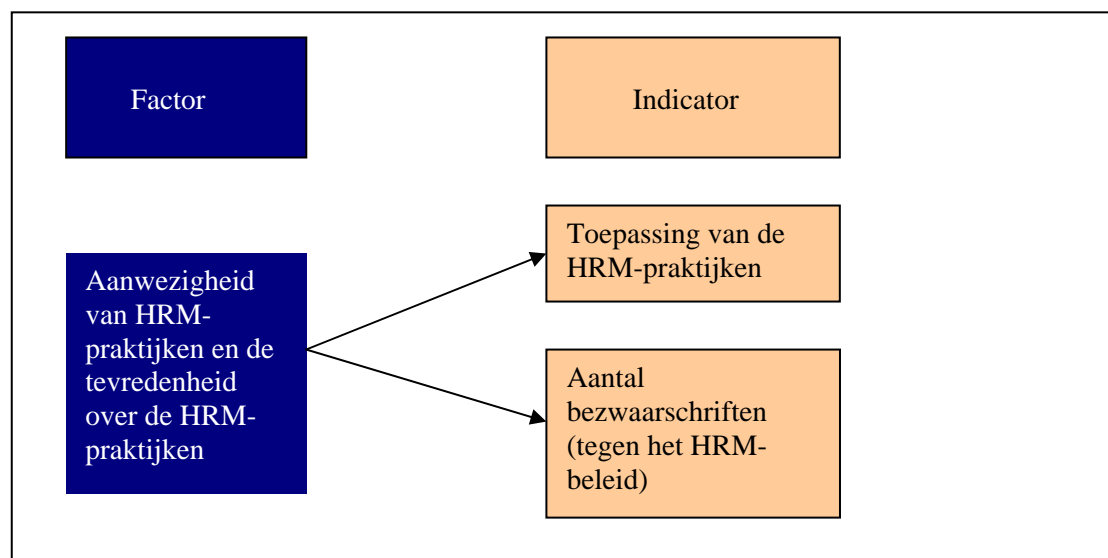 Factor
Indicator
Aanwezigheid
van HRM-
praktijken en de
tevredenheid
over de HRM-
praktijken
Toepassing van de
HRM-praktijken
Aantal
bezwaarschriften
(tegen het HRM-
beleid)